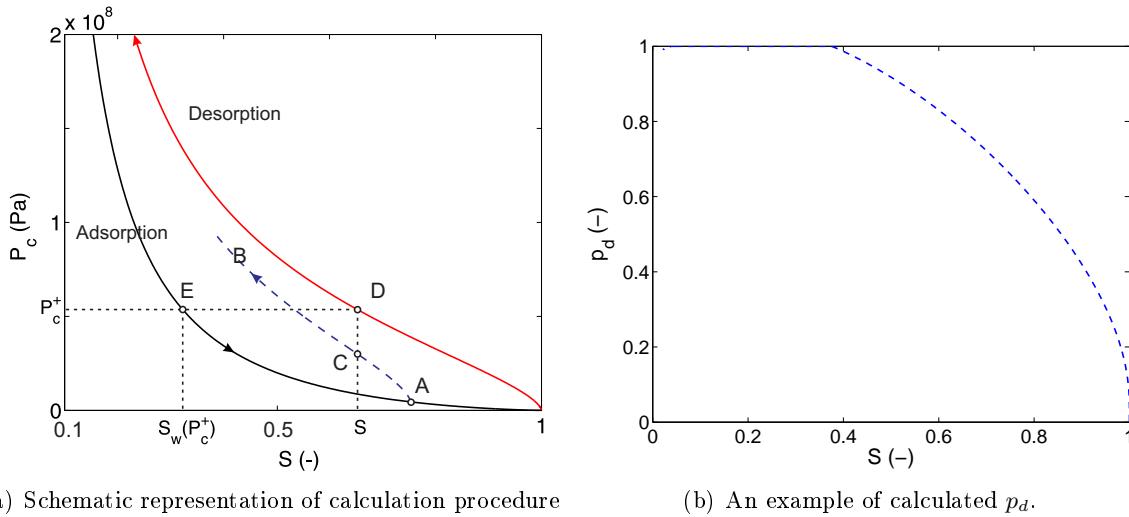 2 x 10^8
Desorption
P_c (Pa)
1
Adsorption
B
E
D
P_c^+
C
A
0
0.1
S_w(P_c^+)
0.5
S
1
S (-)
) Schematic representation of calculation procedure
1
0.8
0.6
p_d (–)
0.4
0.2
0
0
0.2
0.4
0.6
0.8
1
S (–)
(b) An example of calculated p_d.